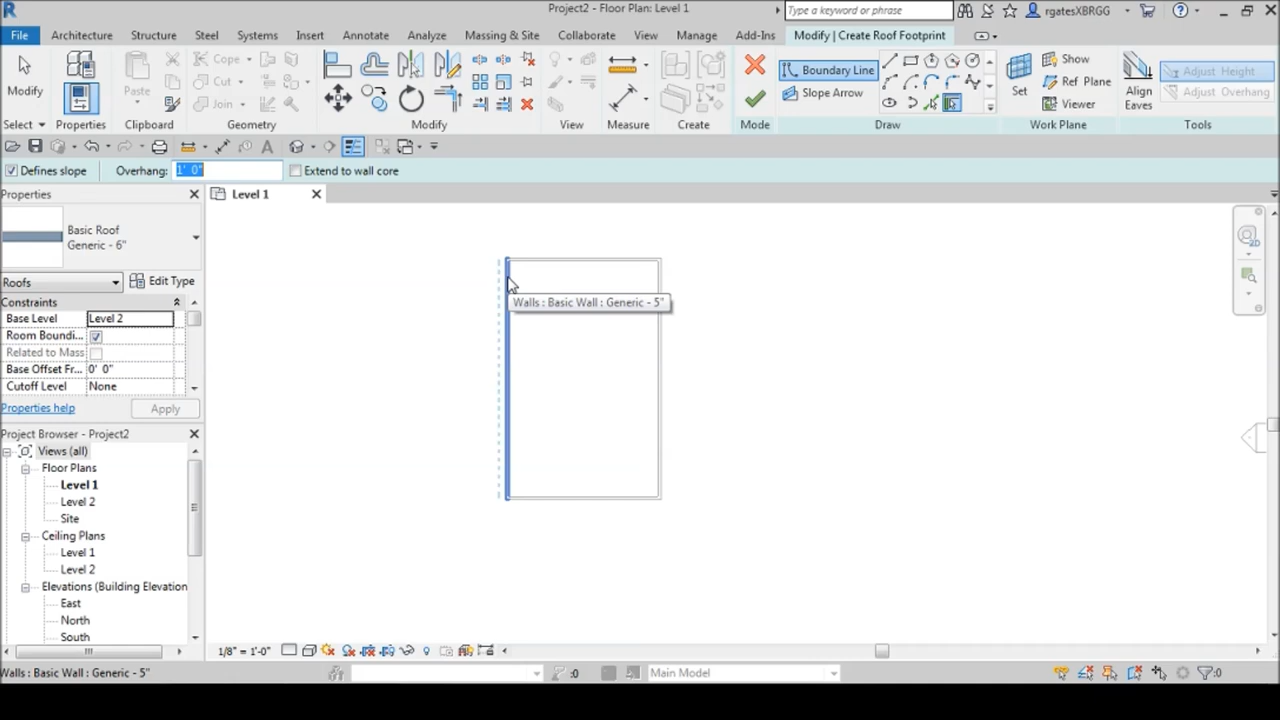 Project2 - Floor Plan: Level 1
Type a keyword or phrase
rgatesXBRGG
File Architecture Structure Steel Systems Insert Annotate Analyze Massing & Site Collaborate View Manage Add-Ins Modify | Create Roof Footprint
Modify
Paste
Cope
Cut
Join
Boundary Line
Slope Arrow
Set
Show
Ref Plane
Viewer
Align
Eaves
Adjust Height
Adjust Overhang
Select Properties Clipboard Geometry Modify View Measure Create Mode Draw Work Plane Tools
Defines slope Overhang: 1' 0" Extend to wall core
Properties
Level 1
Basic Roof
Generic - 6"
Roofs
Edit Type
Constraints
Base Level Level 2
Room Boundi...
Related to Mass
Base Offset Fr... 0' 0"
Cutoff Level None
Properties help
Apply
Walls : Basic Wall : Generic - 5"
2D
Project Browser - Project2
Views (all)
Floor Plans
Level 1
Level 2
Site
Ceiling Plans
Level 1
Level 2
Elevations (Building Elevation
East
North
South
1/8" = 1'-0"
Walls : Basic Wall : Generic - 5"
:0
Main Model
:0